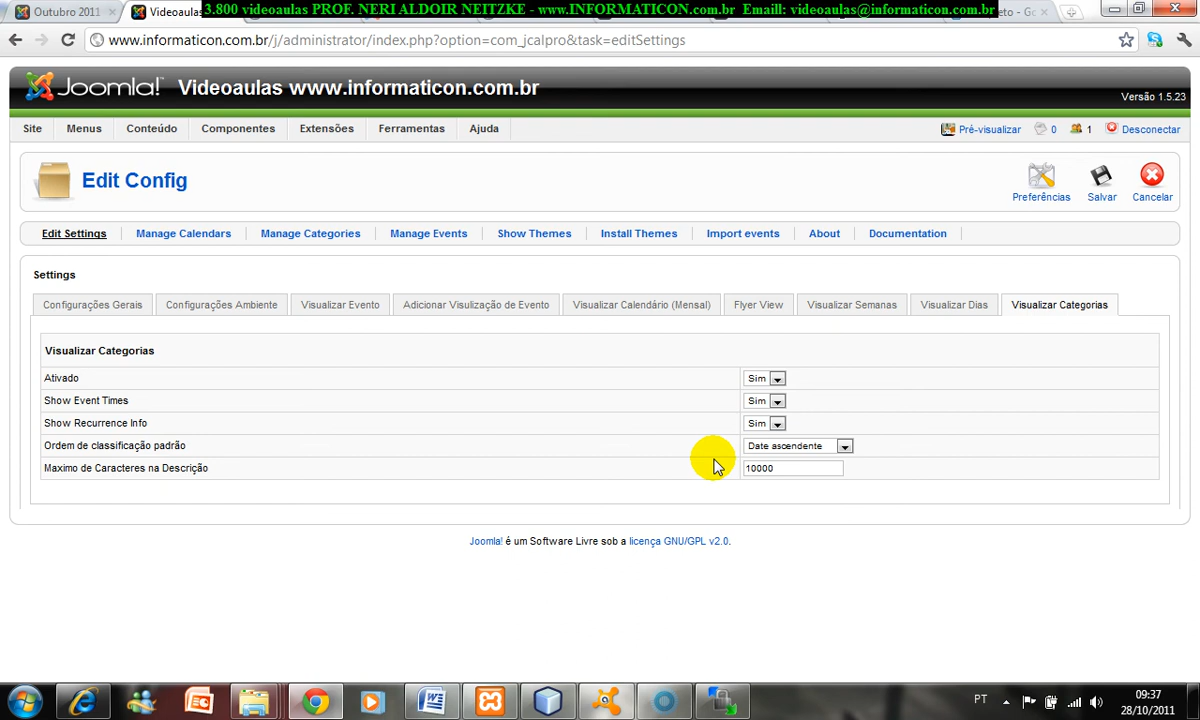 Outubro 2011
Videoaulas
3.800 videoaulas PROF. NERI ALDOIR NEITZKE - www.INFORMATICON.com.br Emaill: videoaulas@informaticon.com.br
www.informaticon.com.br/j/administrator/index.php?option=com_jcalpro&task=editSettings
Joomla!™ Videoaulas www.informaticon.com.br
Versão 1.5.23
Site Menus Conteúdo Componentes Extensões Ferramentas Ajuda
Pré-visualizar 0 1 Desconectar
Edit Config
Preferências Salvar Cancelar
Edit Settings Manage Calendars Manage Categories Manage Events Show Themes Install Themes Import events About Documentation
Settings
Configurações Gerais Configurações Ambiente Visualizar Evento Adicionar Visulização de Evento Visualizar Calendário (Mensal) Flyer View Visualizar Semanas Visualizar Dias Visualizar Categorias
Visualizar Categorias
Ativado Sim
Show Event Times Sim
Show Recurrence Info Sim
Ordem de classificação padrão Date ascendente
Maximo de Caracteres na Descrição 10000
Joomla! é um Software Livre sob a licença GNU/GPL v2.0.
PT
09:37
28/10/2011